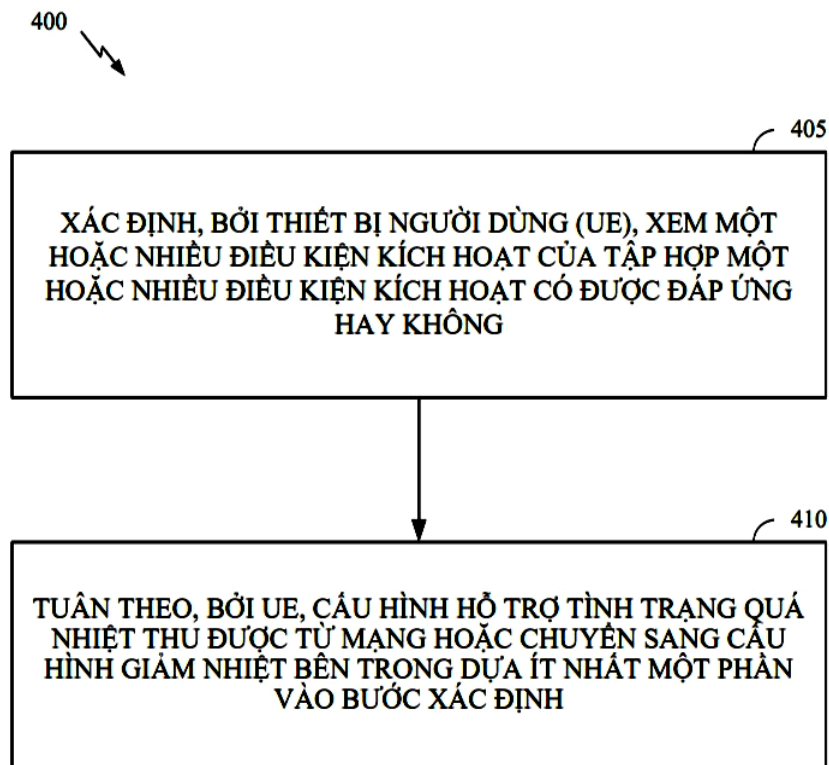 400
405
XÁC ĐỊNH, BỞI THIẾT BỊ NGƯỜI DÙNG (UE), XEM MỘT
HOẶC NHIỀU ĐIỀU KIỆN KÍCH HOẠT CỦA TẬP HỢP MỘT
HOẶC NHIỀU ĐIỀU KIỆN KÍCH HOẠT CÓ ĐƯỢC ĐÁP ỨNG
HAY KHÔNG
410
TUÂN THEO, BỞI UE, CẤU HÌNH HỖ TRỢ TÌNH TRẠNG QUÁ
NHIỆT THU ĐƯỢC TỪ MẠNG HOẶC CHUYỂN SANG CẤU
HÌNH GIẢM NHIỆT BÊN TRONG DỰA ÍT NHẤT MỘT PHẦN
VÀO BƯỚC XÁC ĐỊNH